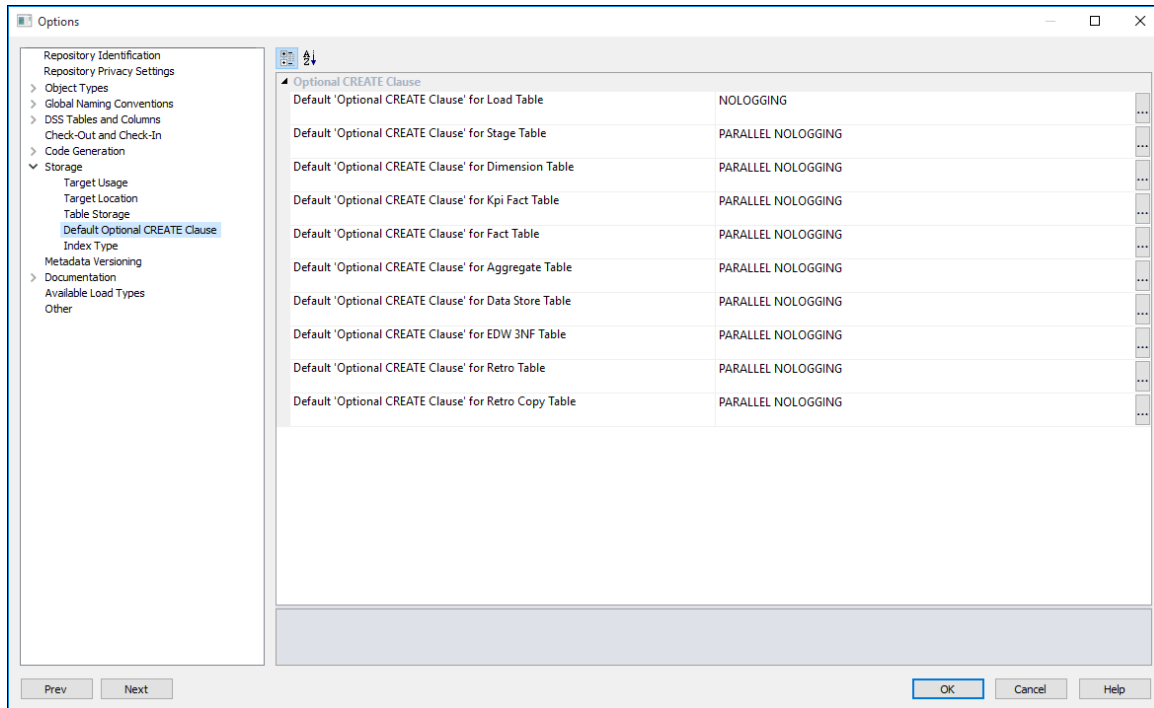 Options
Repository Identification
Repository Privacy Settings
Object Types
Global Naming Conventions
DSS Tables and Columns
Check-Out and Check-In
Code Generation
Storage
Target Usage
Target Location
Table Storage
Default Optional CREATE Clause
Index Type
Metadata Versioning
Documentation
Available Load Types
Other
Optional CREATE Clause
Default 'Optional CREATE Clause' for Load Table NOLOGGING ...
Default 'Optional CREATE Clause' for Stage Table PARALLEL NOLOGGING ...
Default 'Optional CREATE Clause' for Dimension Table PARALLEL NOLOGGING ...
Default 'Optional CREATE Clause' for Kpi Fact Table PARALLEL NOLOGGING ...
Default 'Optional CREATE Clause' for Fact Table PARALLEL NOLOGGING ...
Default 'Optional CREATE Clause' for Aggregate Table PARALLEL NOLOGGING ...
Default 'Optional CREATE Clause' for Data Store Table PARALLEL NOLOGGING ...
Default 'Optional CREATE Clause' for EDW 3NF Table PARALLEL NOLOGGING ...
Default 'Optional CREATE Clause' for Retro Table PARALLEL NOLOGGING ...
Default 'Optional CREATE Clause' for Retro Copy Table PARALLEL NOLOGGING ...
Prev Next OK Cancel Help